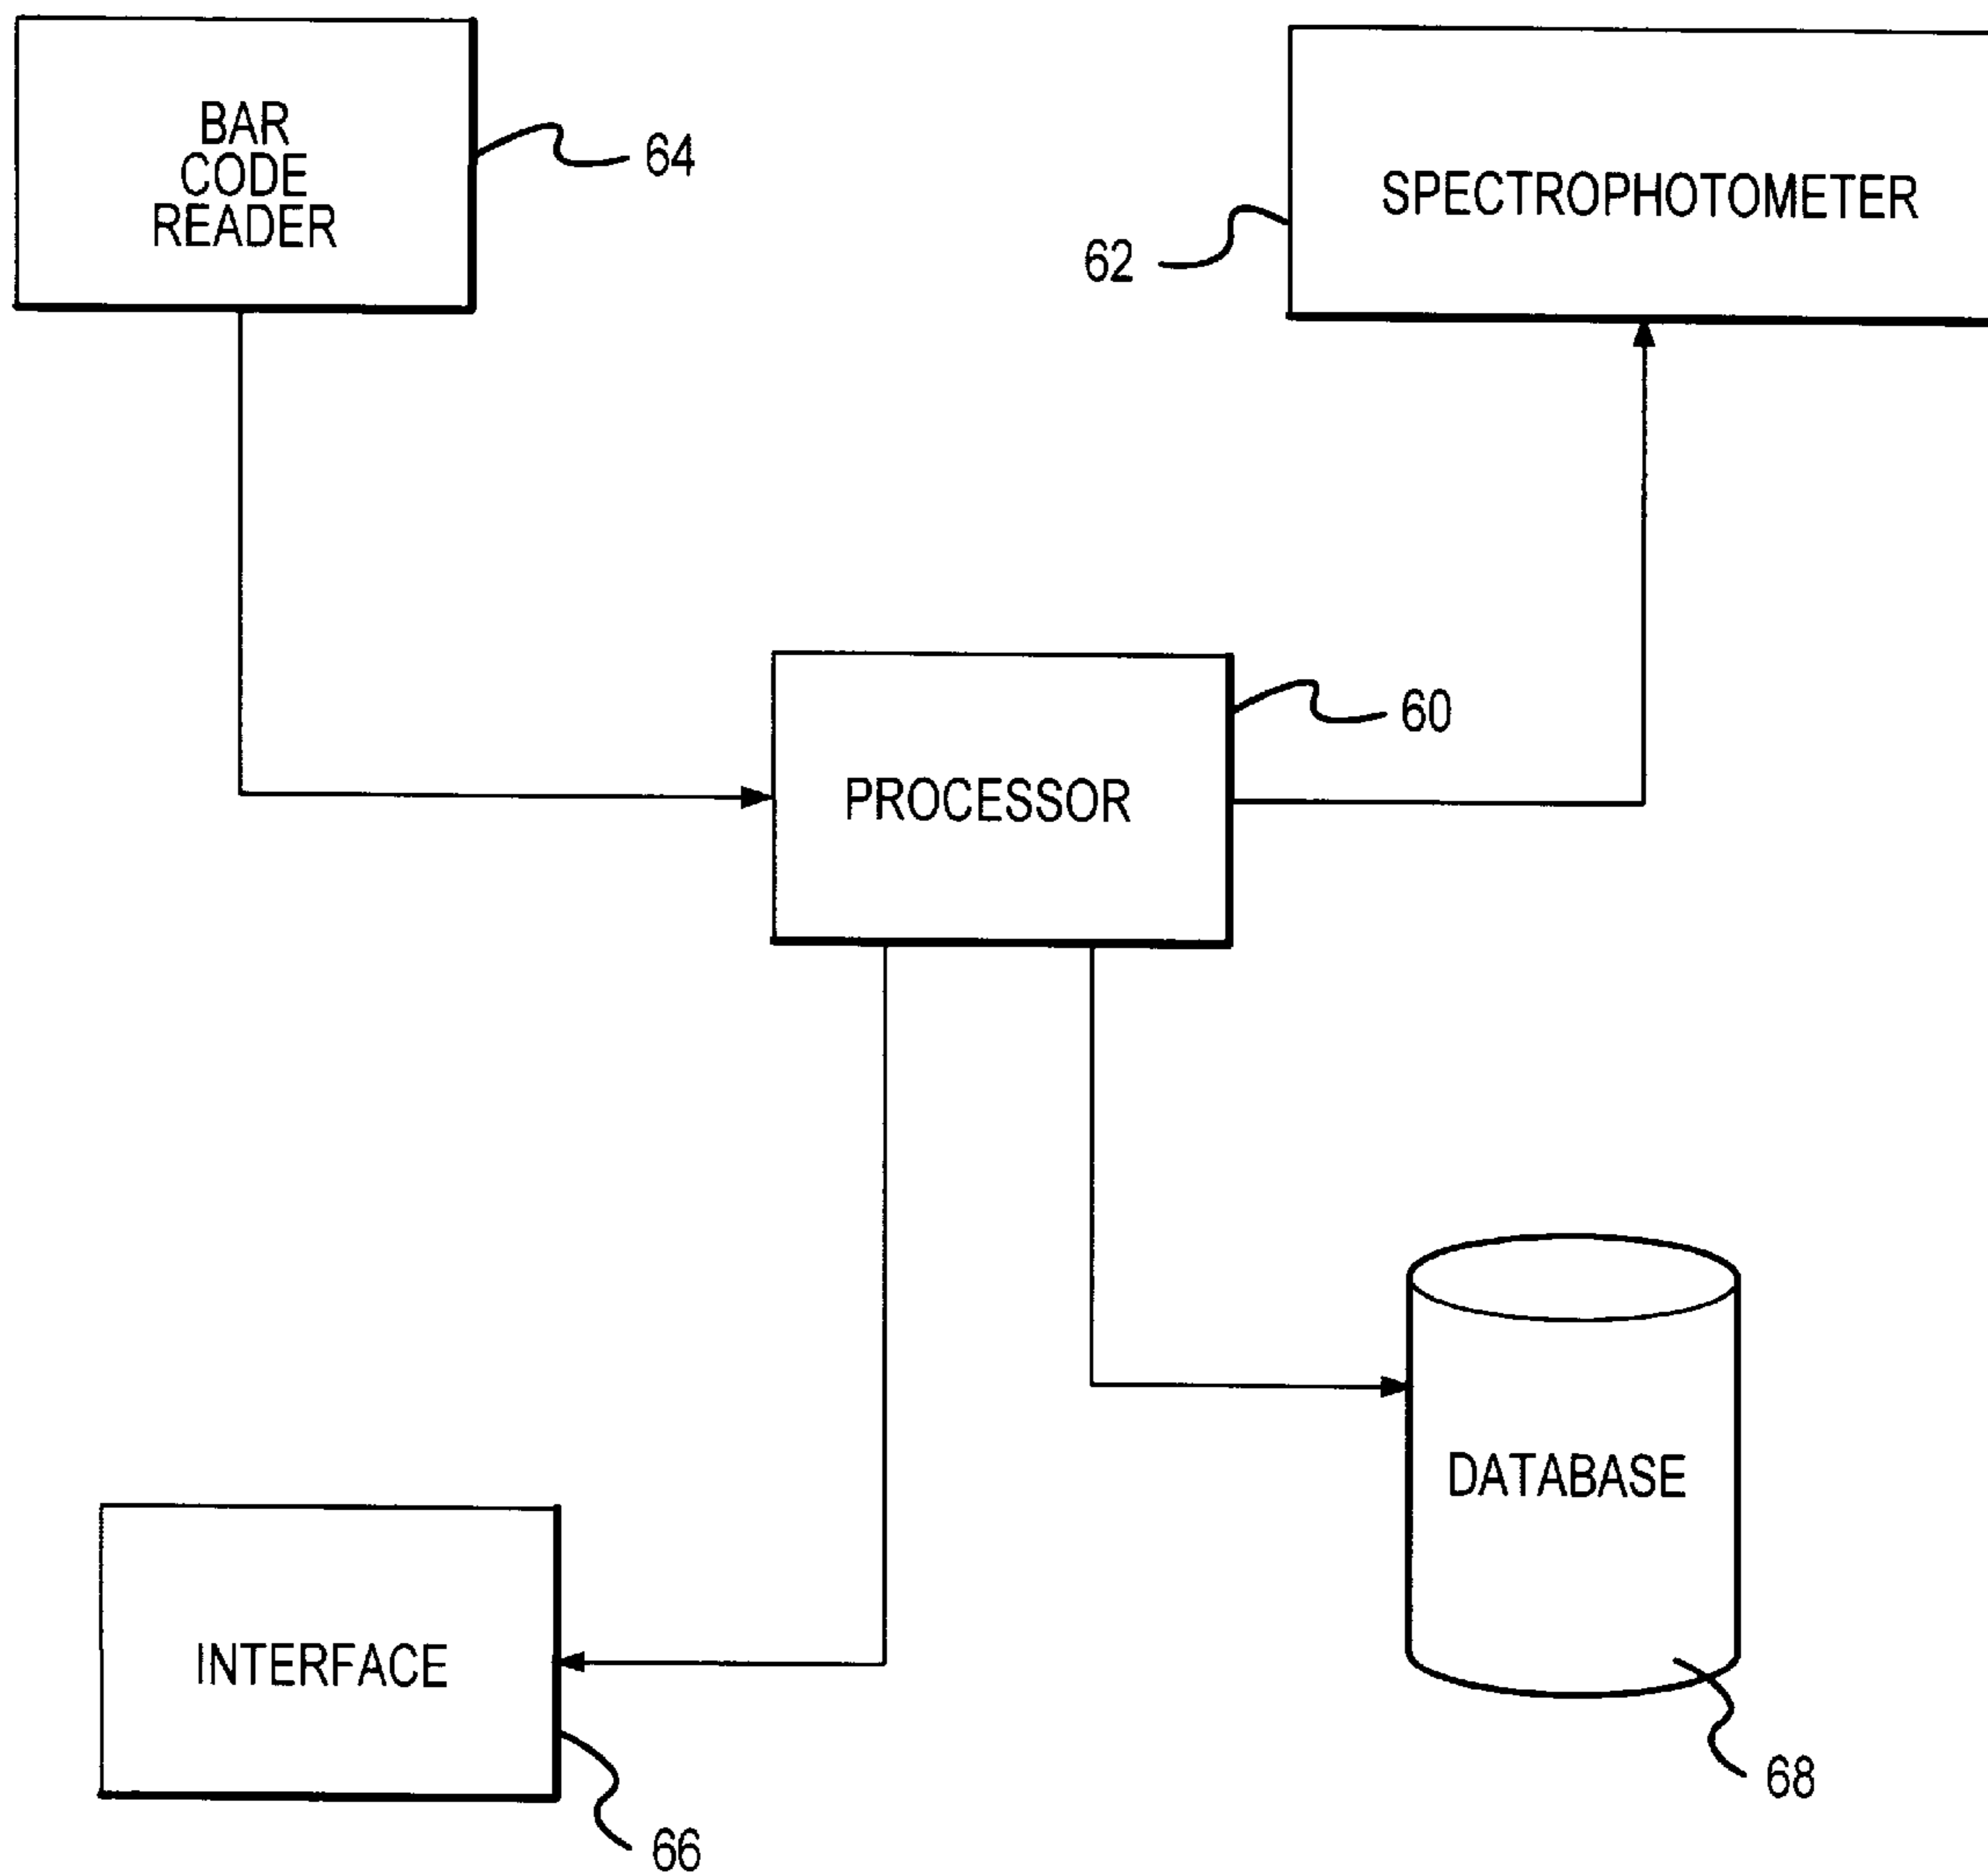 BAR
CODE
READER
64
SPECTROPHOTOMETER
62
60
PROCESSOR
DATABASE
INTERFACE
68
66